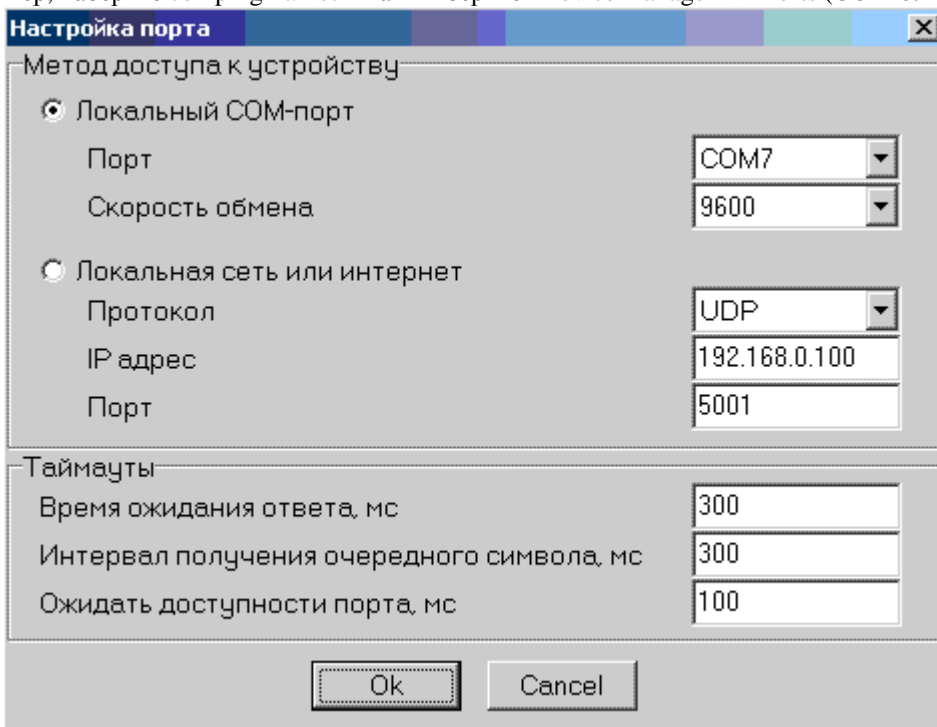 Настройка порта
Метод доступа к устройству
Локальный COM-порт
Порт COM7
Скорость обмена 9600
Локальная сеть или интернет
Протокол UDP
IP адрес 192.168.0.100
Порт 5001
Таймауты
Время ожидания ответа, мс 300
Интервал получения очередного символа, мс 300
Ожидать доступности порта, мс 100
Ok Cancel